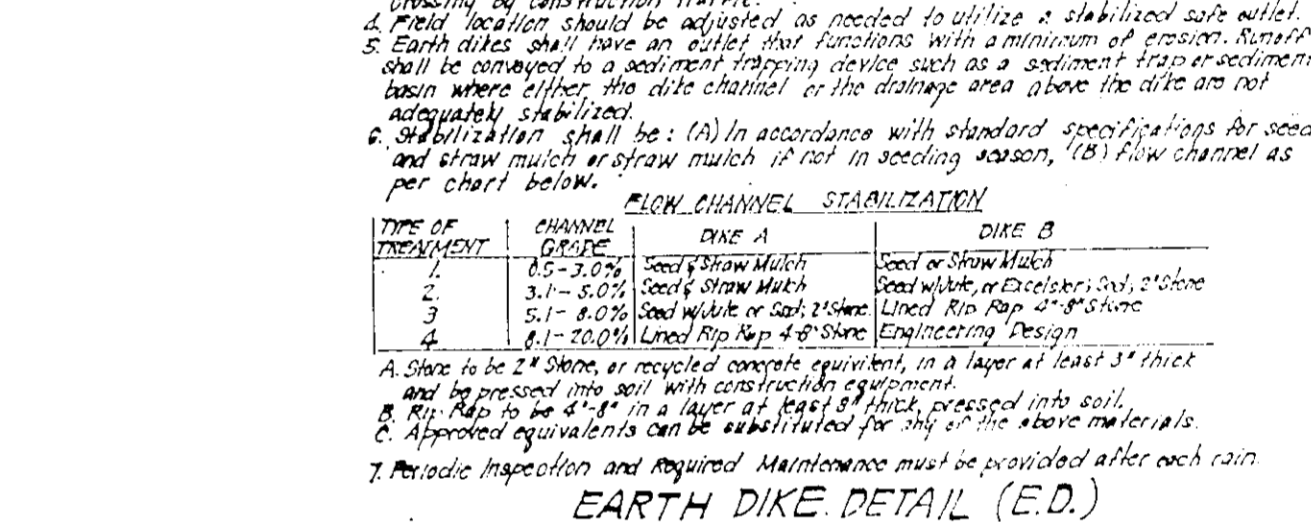 crossing by construction traffic.
4. Field location should be adjusted as needed to utilize a stabilized safe outlet.
5. Earth dikes shall have an outlet that functions with a minimum of erosion. Runoff
shall be conveyed to a sediment trapping device such as a sediment trap or sediment
basin where either the dike channel or the drainage area above the dike are not
adequately stabilized.
6. Stabilization shall be: (A) In accordance with standard specifications for seed
and straw mulch or straw mulch if not in seeding season, (B) flow channel as
per chart below.
FLOW CHANNEL STABILIZATION
TYPE OF TREATMENT CHANNEL GRADE DIKE A DIKE B
1. 0.5-3.0% Seed & Straw Mulch Seed or Straw Mulch
2. 3.1-5.0% Seed & Straw Mulch Seed w/Jute, or Excelsior; Sod; 2" Stone
3 5.1-8.0% Seed w/Jute or Sod; 2" Stone Lined Rip Rap 4"-8" Stone
4. 8.1-20.0% Lined Rip Rap 4-8" Stone Engineering Design
A. Stone to be 2" Stone, or recycled concrete equivilent, in a layer at least 3" thick
and be pressed into soil with construction equipment.
B. Rip Rap to be 4"-8" in a layer at least 8" thick, pressed into soil.
C. Approved equivalents can be substituted for any of the above materials.
7. Periodic Inspection and Required Maintenance must be provided after each rain.
EARTH DIKE DETAIL (E.D.)